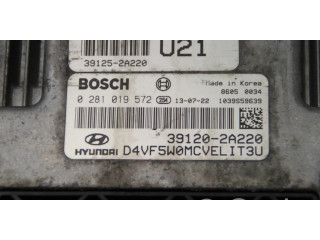 U21
39125-2A220
BOSCH
Made in Korea
8605 0034
0 281 019 572 254 13-07-22 1039S59639
39120-2A220
HYUNDAI D4VF5W0MCVELIT3U